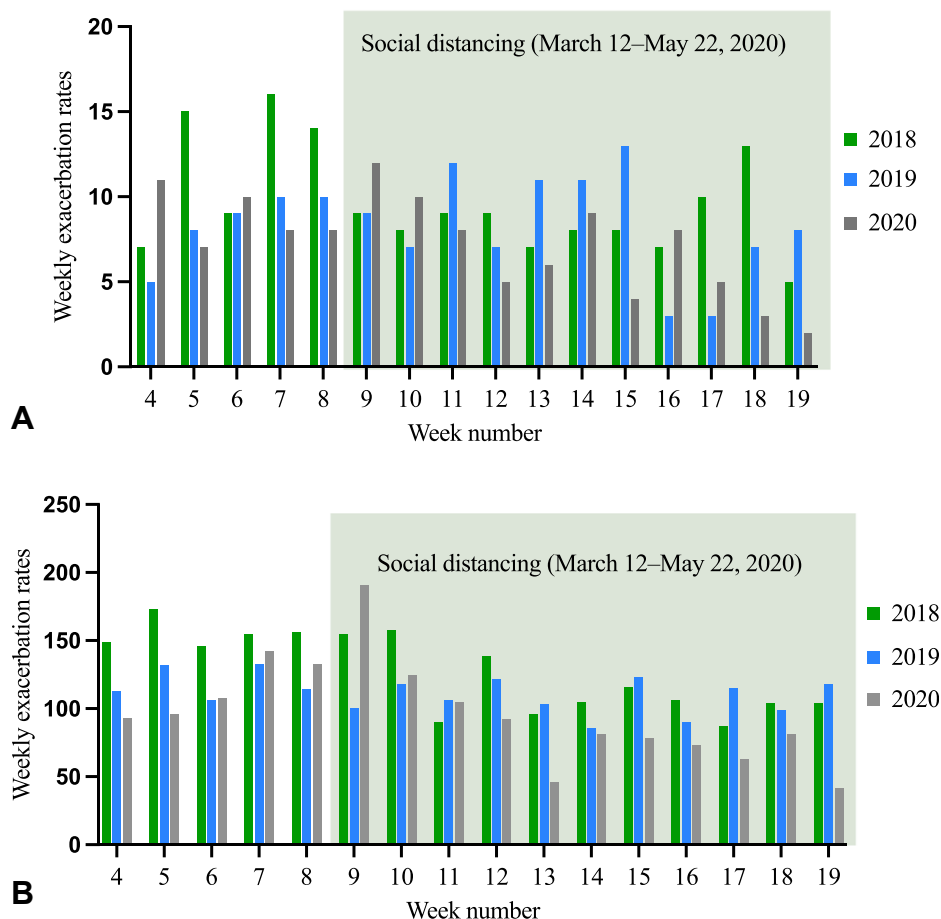 20
Social distancing (March 12–May 22, 2020)
15
10
5
0
Weekly exacerbation rates
2018
2019
2020
4 5 6 7 8 9 10 11 12 13 14 15 16 17 18 19
A
Week number
250
200
150
100
50
0
Weekly exacerbation rates
Social distancing (March 12–May 22, 2020)
2018
2019
2020
4 5 6 7 8 9 10 11 12 13 14 15 16 17 18 19
B
Week number